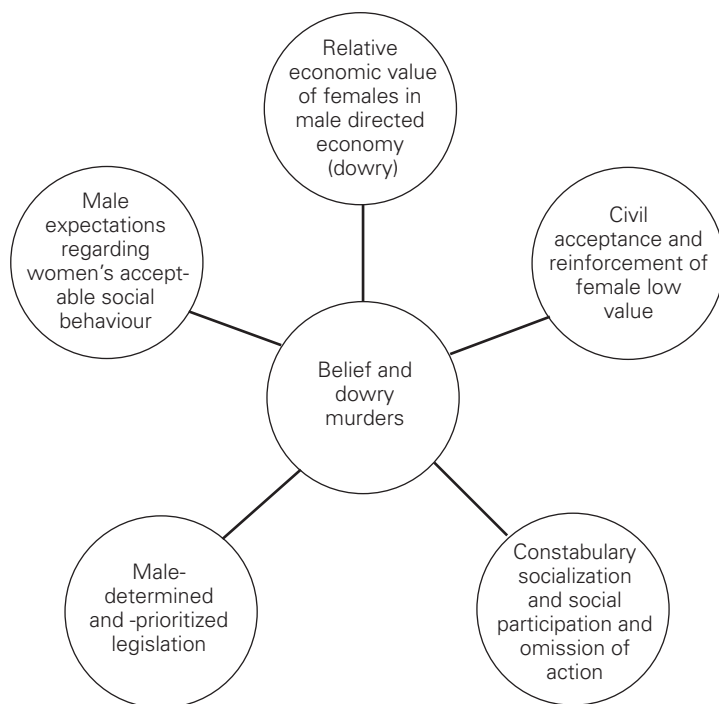 Relative
economic value
of females in
male directed
economy
(dowry)
Male
expectations
regarding
women's accept-
able social
behaviour
Civil
acceptance and
reinforcement of
female low
value
Belief and
dowry
murders
Male-
determined
and -prioritized
legislation
Constabulary
socialization
and social
participation and
omission of
action